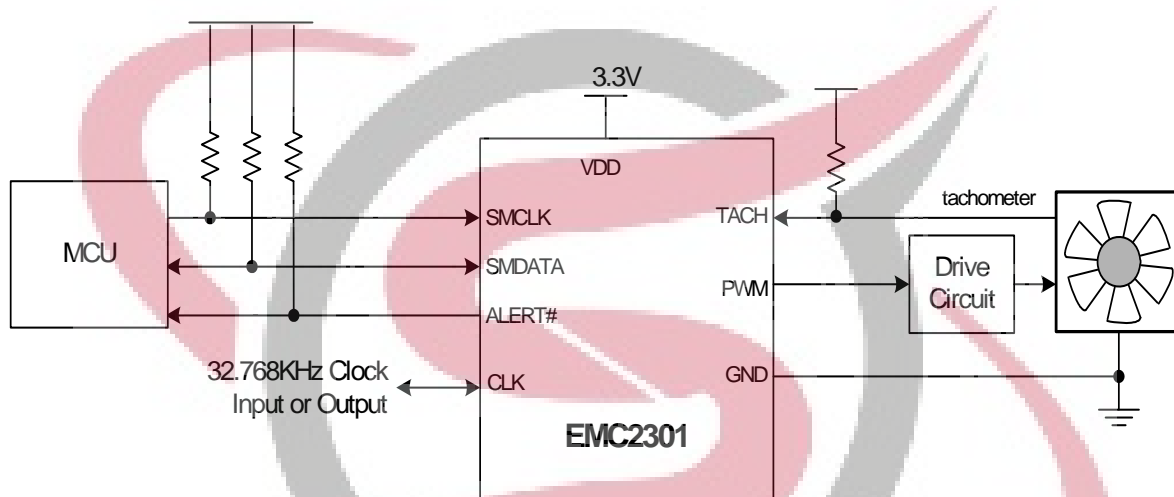 3.3V
VDD
SMCLK
TACH
tachometer
MCU
SMDATA
Drive
Circuit
PWM
ALERT#
32.768KHz Clock
Input or Output
CLK
GND
EMC2301